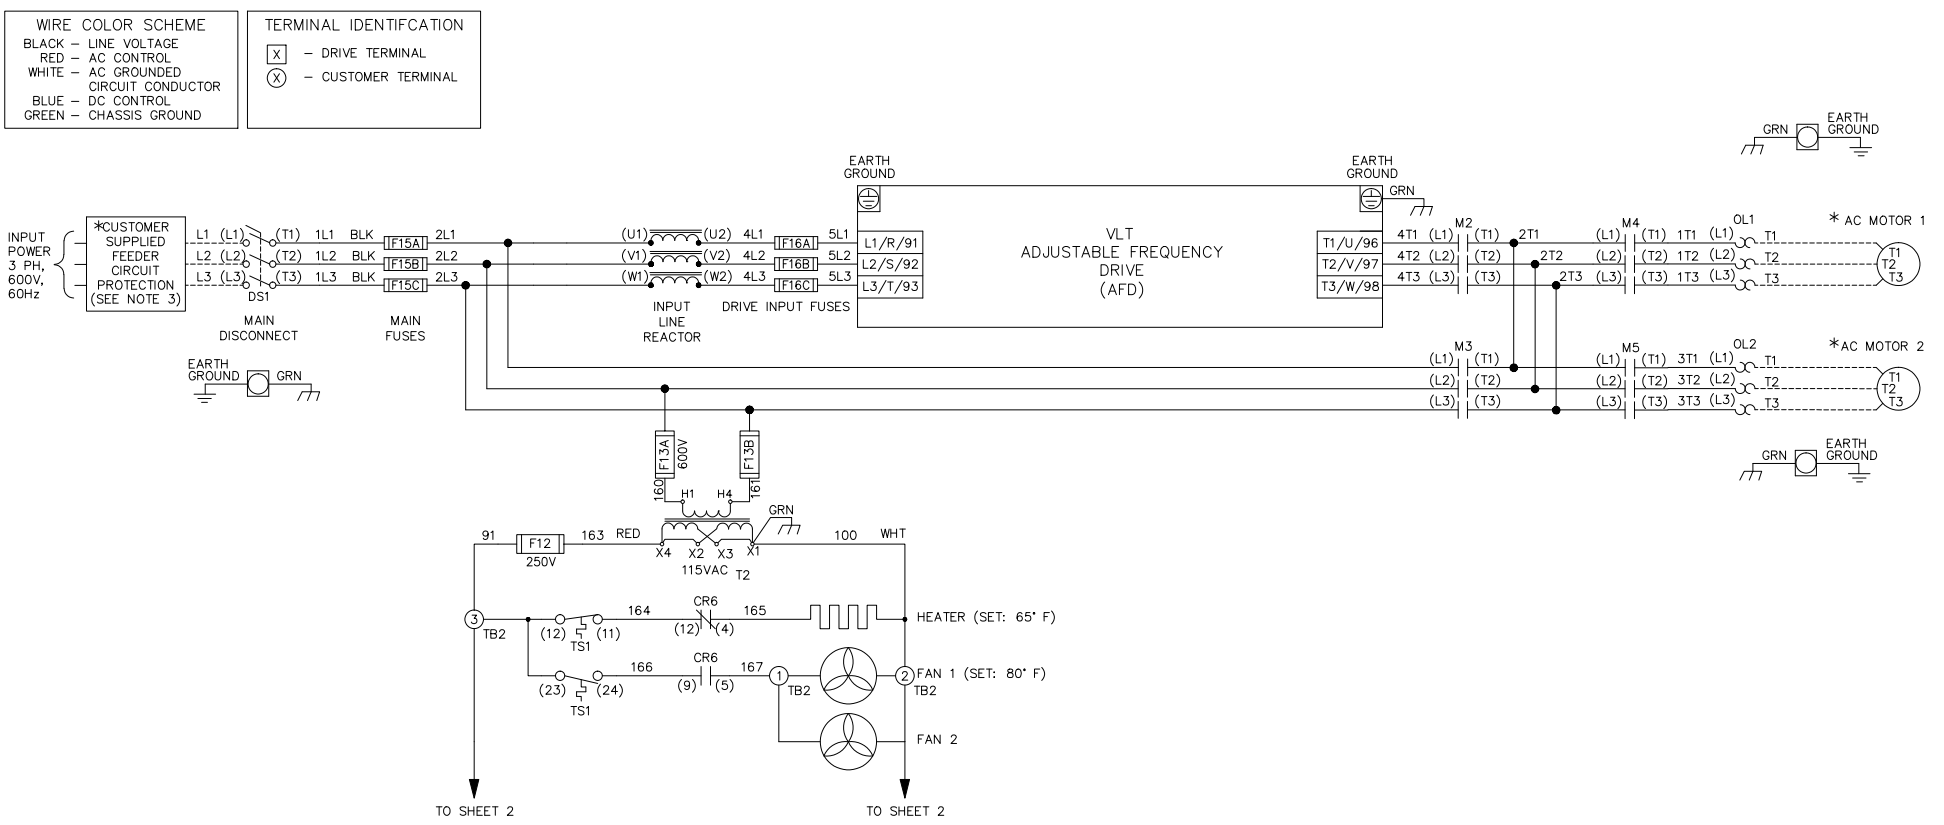 WIRE COLOR SCHEME
BLACK – LINE VOLTAGE
RED – AC CONTROL
WHITE – AC GROUNDED
CIRCUIT CONDUCTOR
BLUE – DC CONTROL
GREEN – CHASSIS GROUND
TERMINAL IDENTIFCATION
X – DRIVE TERMINAL
X – CUSTOMER TERMINAL
GRN EARTH
GROUND
EARTH
GROUND
EARTH
GROUND
GRN
INPUT
POWER
3 PH,
600V,
60Hz
*CUSTOMER
SUPPLIED
FEEDER
CIRCUIT
PROTECTION
(SEE NOTE 3)
L1 (L1) (T1) 1L1 BLK F15A 2L1
L2 (L2) (T2) 1L2 BLK F15B 2L2
L3 (L3) (T3) 1L3 BLK F15C 2L3
DS1
MAIN
DISCONNECT
MAIN
FUSES
(U1) (U2) 4L1 F16A 5L1 L1/R/91
(V1) (V2) 4L2 F16B 5L2 L2/S/92
(W1) (W2) 4L3 F16C 5L3 L3/T/93
INPUT
LINE
REACTOR
DRIVE INPUT FUSES
VLT
ADJUSTABLE FREQUENCY
DRIVE
(AFD)
M2 M4 OL1 * AC MOTOR 1
T1/U/96 4T1 (L1) (T1) 2T1 (L1) (T1) 1T1 (L1) T1
T2/V/97 4T2 (L2) (T2) 2T2 (L2) (T2) 1T2 (L2) T2
T3/W/98 4T3 (L3) (T3) 2T3 (L3) (T3) 1T3 (L3) T3
T1
T2
T3
M3 M5 OL2 *AC MOTOR 2
(L1) (T1) (L1) (T1) 3T1 (L1) T1
(L2) (T2) (L2) (T2) 3T2 (L2) T2
(L3) (T3) (L3) (T3) 3T3 (L3) T3
T1
T2
T3
EARTH
GROUND GRN
GRN EARTH
GROUND
F13A
600V
F13B
160
161
H1 H4
GRN
91 F12 163 RED
250V
X4 X2 X3 X1
115VAC T2
100 WHT
3
TB2
(12) (11)
TS1
164
CR6
(12) (4)
165
HEATER (SET: 65° F)
(23) (24)
TS1
166
CR6
(9) (5)
167
1
TB2
2
TB2
FAN 1 (SET: 80° F)
FAN 2
TO SHEET 2
TO SHEET 2